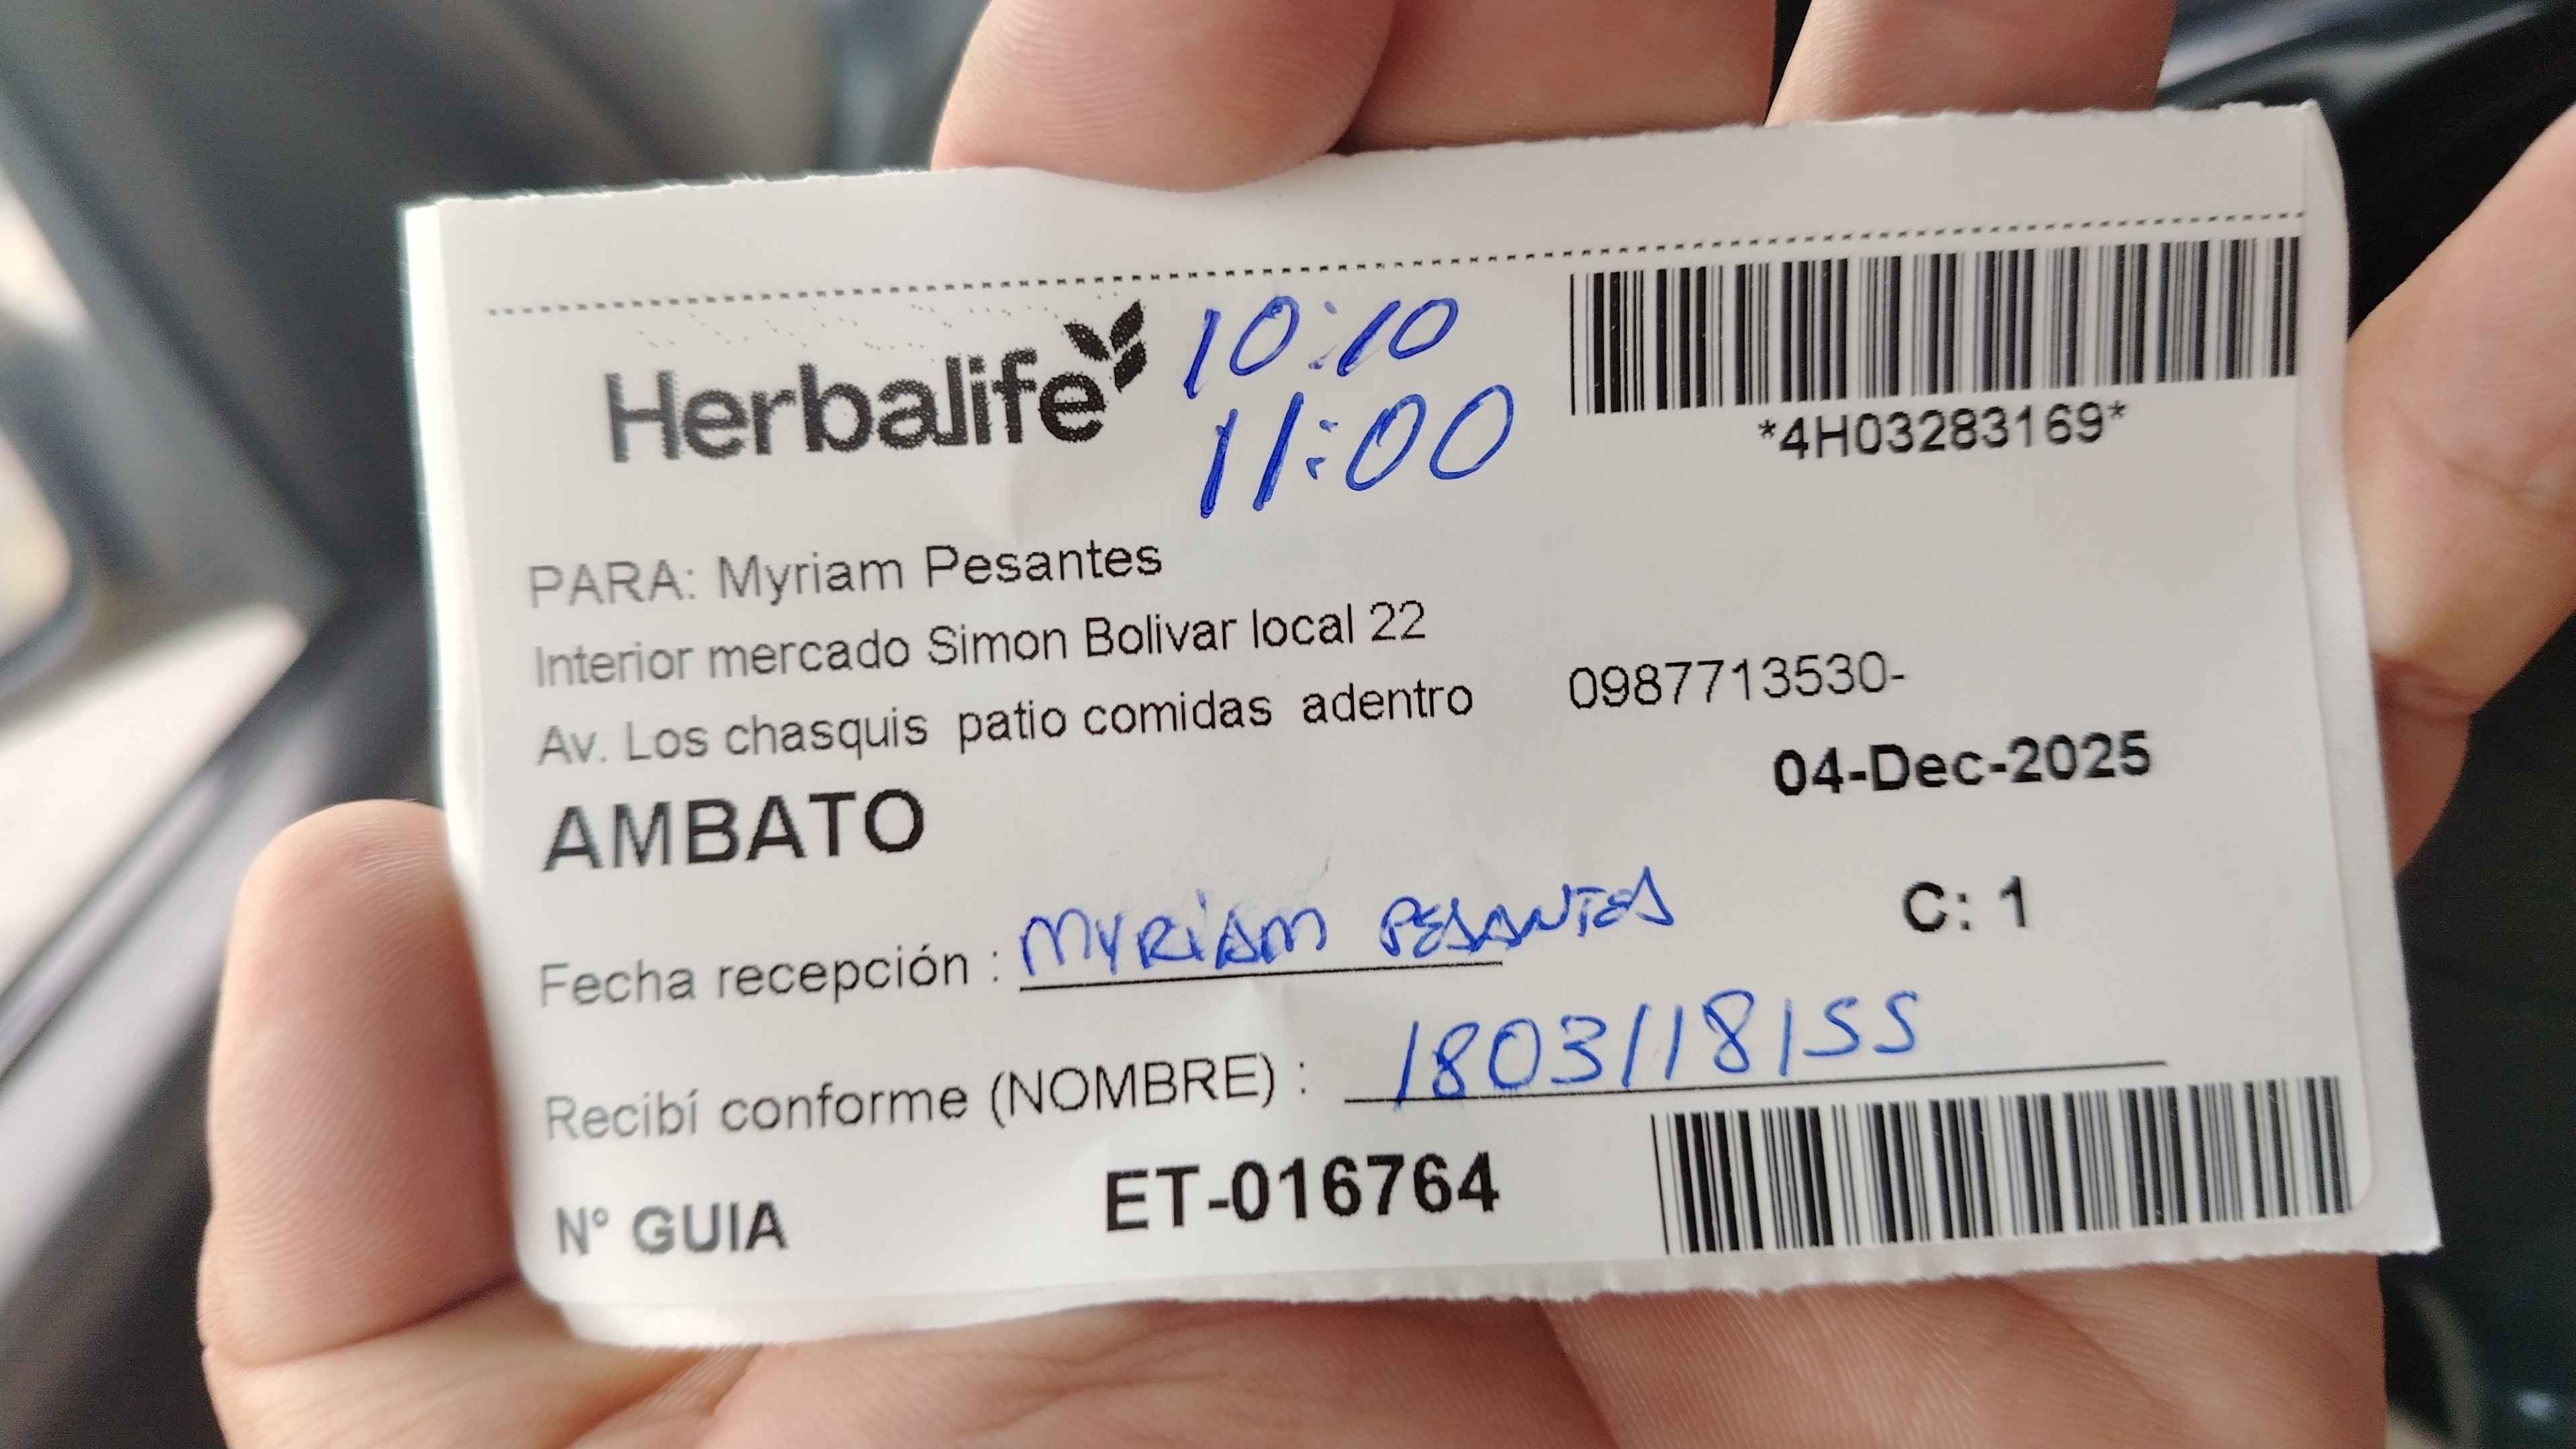 Herbalife
10:10
11:00
*4H03283169*
PARA: Myriam Pesantes
Interior mercado Simon Bolivar local 22
Av. Los chasquis patio comidas adentro 0987713530-
AMBATO 04-Dec-2025
C: 1
Fecha recepción : MYRiAM PESANTES
Recibí conforme (NOMBRE) : 1803118155
N° GUIA ET-016764